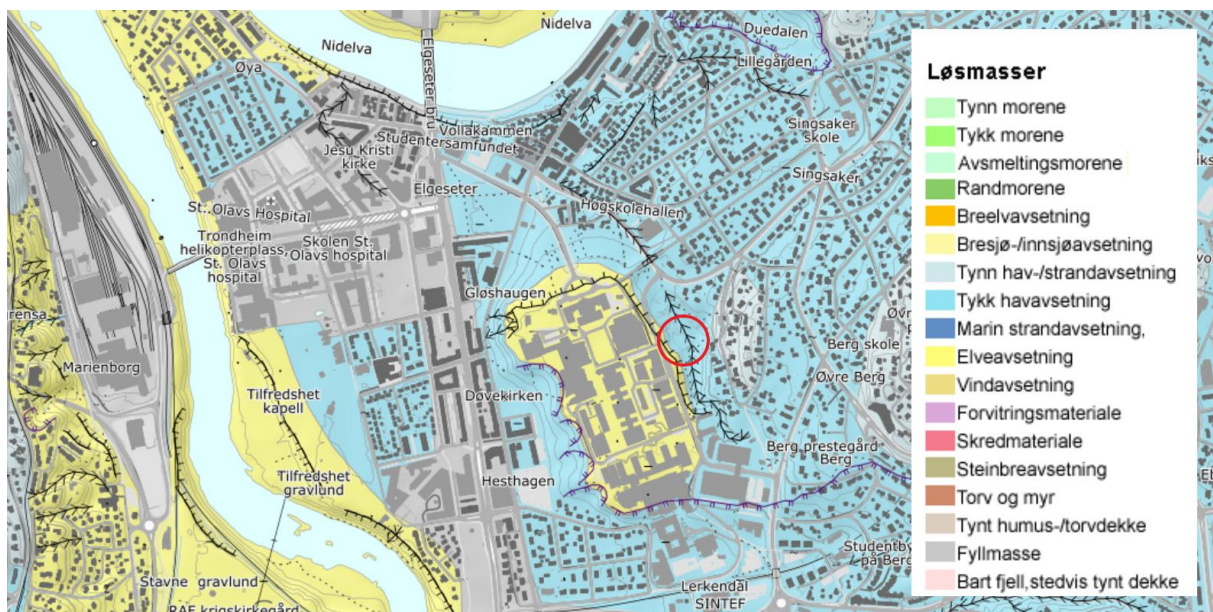 Nidelva
Nidelva
Duedalen
Lillegården
Øya
Elgeseter bru
Vollakammen
Studentersamfundet
Jesu Kristi
kirke
Singsaker
skole
Singsaker
Elgeseter
Høgskolehallen
St. Olavs Hospital
Trondheim
helikopterplass,
St. Olavs
hospital
Skolen St.
Olavs hospital
Gløshaugen
Berg skole
Marienborg
Øvre Berg
Døvekirken
Tilfredshet
kapell
Berg prestegård
Berg
Tilfredshet
gravlund
Hesthagen
Stavne gravlund
Lerkendal
SINTEF
Løsmasser
Tynn morene
Tykk morene
Avsmeltingsmorene
Randmorene
Breelvavsetning
Bresjø-/innsjøavsetning
Tynn hav-/strandavsetning
Tykk havavsetning
Marin strandavsetning,
Elveavsetning
Vindavsetning
Forvitringsmateriale
Skredmateriale
Steinbreavsetning
Torv og myr
Tynt humus-/torvdekke
Fyllmasse
Bart fjell,stedvis tynt dekke